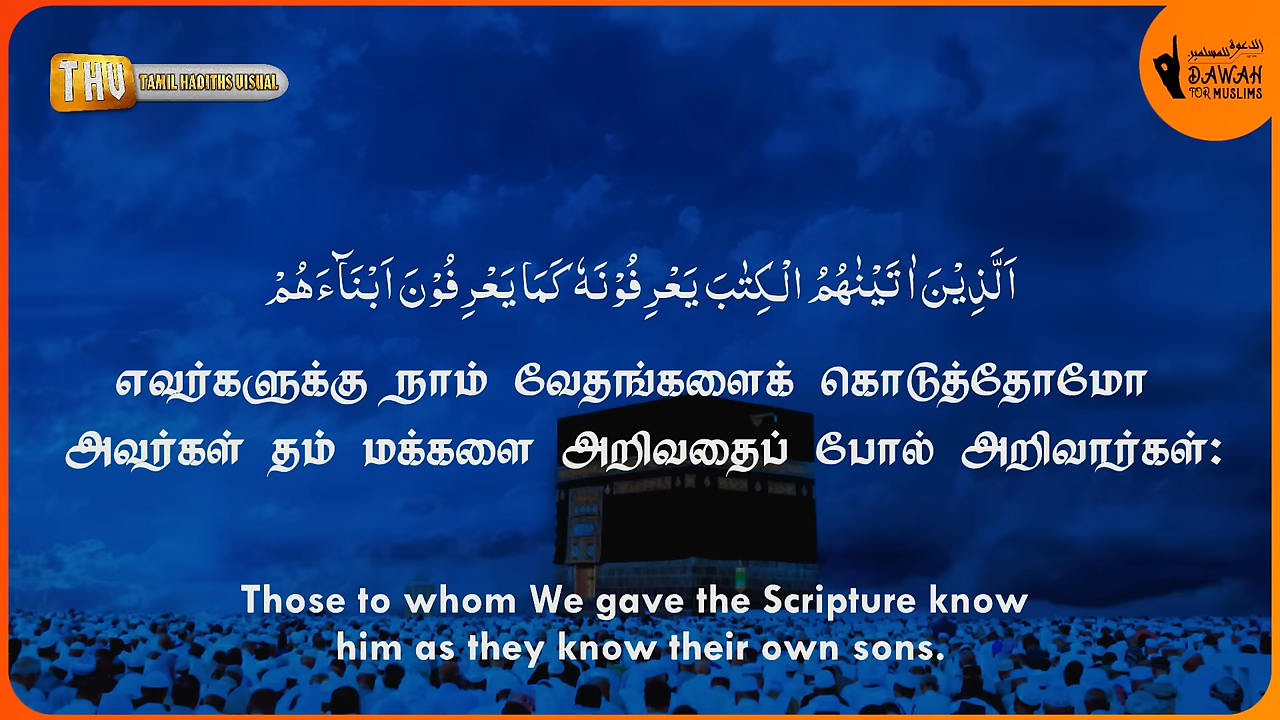 THV
TAMIL HADITHS VISUAL
الدعوة للمسلمين
DAWAH
FOR MUSLIMS
اَلَّذِيْنَ اٰتَيْنٰهُمُ الْكِتٰبَ يَعْرِفُوْنَهٗ كَمَا يَعْرِفُوْنَ اَبْنَآءَهُمْ
எவர்களுக்கு நாம் வேதங்களைக் கொடுத்தோமோ
அவர்கள் தம் மக்களை அறிவதைப் போல் அறிவார்கள்:
Those to whom We gave the Scripture know
him as they know their own sons.